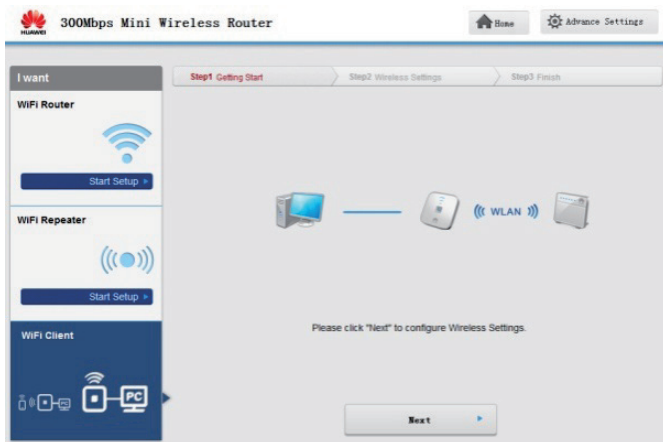 HUAWEI
300Mbps Mini Wireless Router
Home
Advance Settings
I want
Step1 Getting Start
Step2 Wireless Settings
Step3 Finish
WiFi Router
Start Setup
WiFi Repeater
Start Setup
WiFi Client
PC
((( WLAN )))
Please click "Next" to configure Wireless Settings.
Next